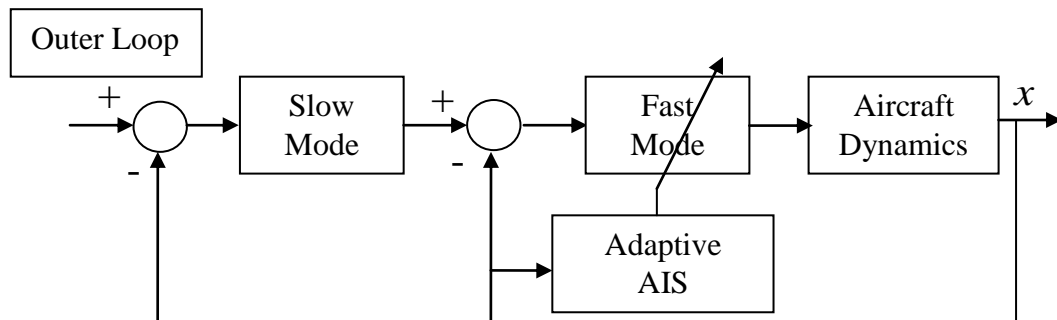 Outer Loop
+
-
Slow
Mode
+
-
Fast
Mode
Aircraft
Dynamics
x
Adaptive
AIS